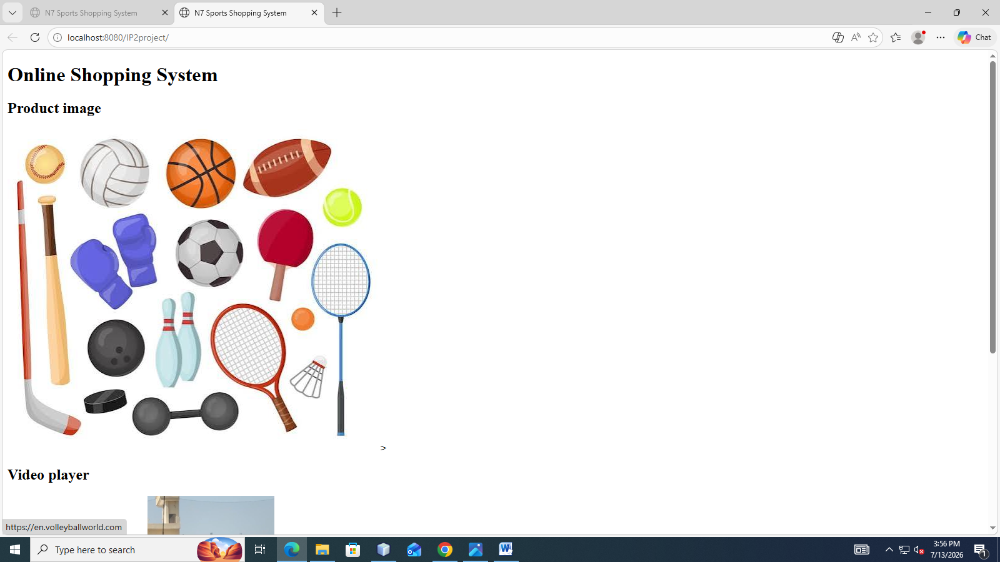 N7 Sports Shopping System
N7 Sports Shopping System
localhost:8080/IP2project/
Chat
Online Shopping System
Product image
>
Video player
https://en.volleyballworld.com
Type here to search
3:56 PM
7/13/2026
1